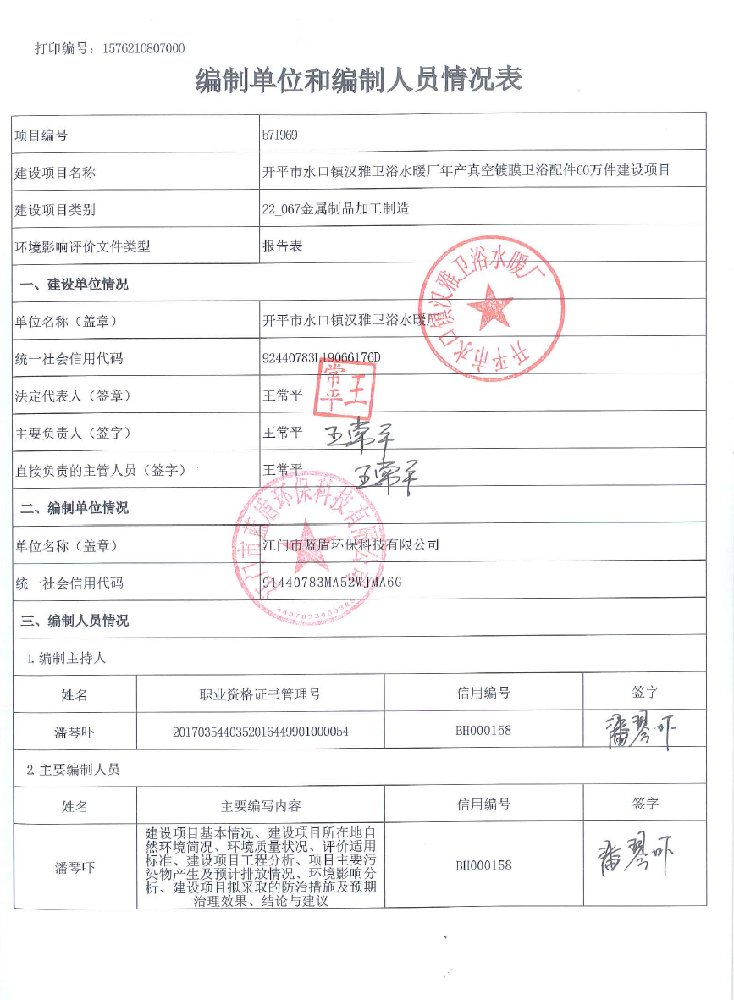 打印编号：1576210807000
编制单位和编制人员情况表
项目编号 b71969
建设项目名称 开平市水口镇汉雅卫浴水暖厂年产真空镀膜卫浴配件60万件建设项目
建设项目类别 22_067金属制品加工制造
环境影响评价文件类型 报告表
一、建设单位情况
单位名称（盖章） 开平市水口镇汉雅卫浴水暖厂
统一社会信用代码 92440783L19066176D
法定代表人（签章） 王常平
主要负责人（签字） 王常平 王常平
直接负责的主管人员（签字） 王常平 王常平
二、编制单位情况
单位名称（盖章） 江门市蓝盾环保科技有限公司
统一社会信用代码 91440783MA52WJMA6G
三、编制人员情况
1.编制主持人
姓名 职业资格证书管理号 信用编号 签字
潘琴吓 2017035440352016449901000054 BH000158 潘琴吓
2.主要编制人员
姓名 主要编写内容 信用编号 签字
潘琴吓 BH000158 潘琴吓
建设项目基本情况、建设项目所在地自
然环境简况、环境质量状况、评价适用
标准、建设项目工程分析、项目主要污
染物产生及预计排放情况、环境影响分
析、建设项目拟采取的防治措施及预期
治理效果、结论与建议
开平市水口镇汉雅卫浴水暖厂
王常平
江门市蓝盾环保科技有限公司